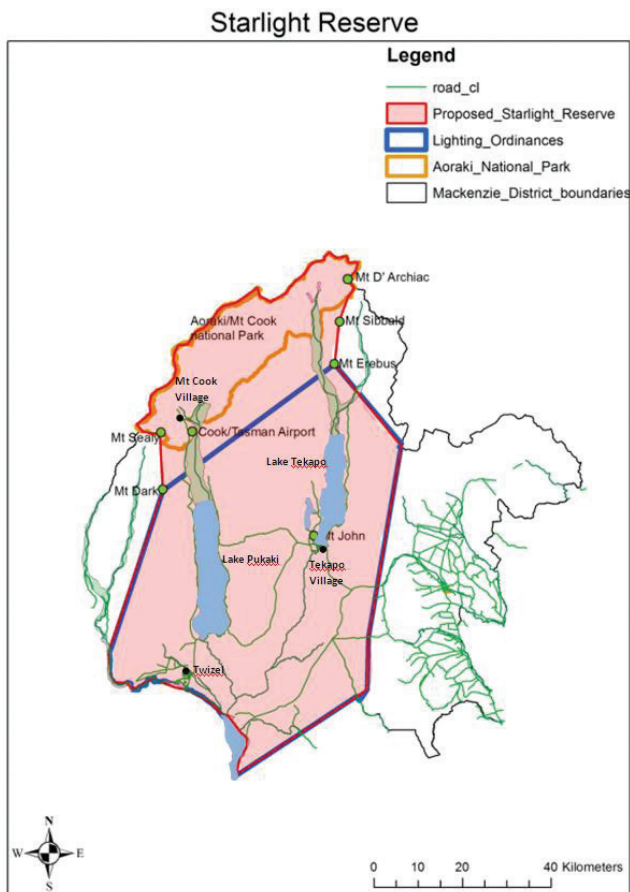 Starlight Reserve
Legend
road_cl
Proposed_Starlight_Reserve
Lighting_Ordinances
Aoraki_National_Park
Mackenzie_District_boundaries
Mt D' Archiac
Aoraki/Mt Cook
national Park
Mt Sibbald
Mt Erebus
Mt Cook
Village
Mt Sealy
Cook/Tasman Airport
Lake Tekapo
Mt Dark
Mt John
Lake Pukaki
Tekapo
Village
Twizel
N
W
E
S
0 10 20 40 Kilometers